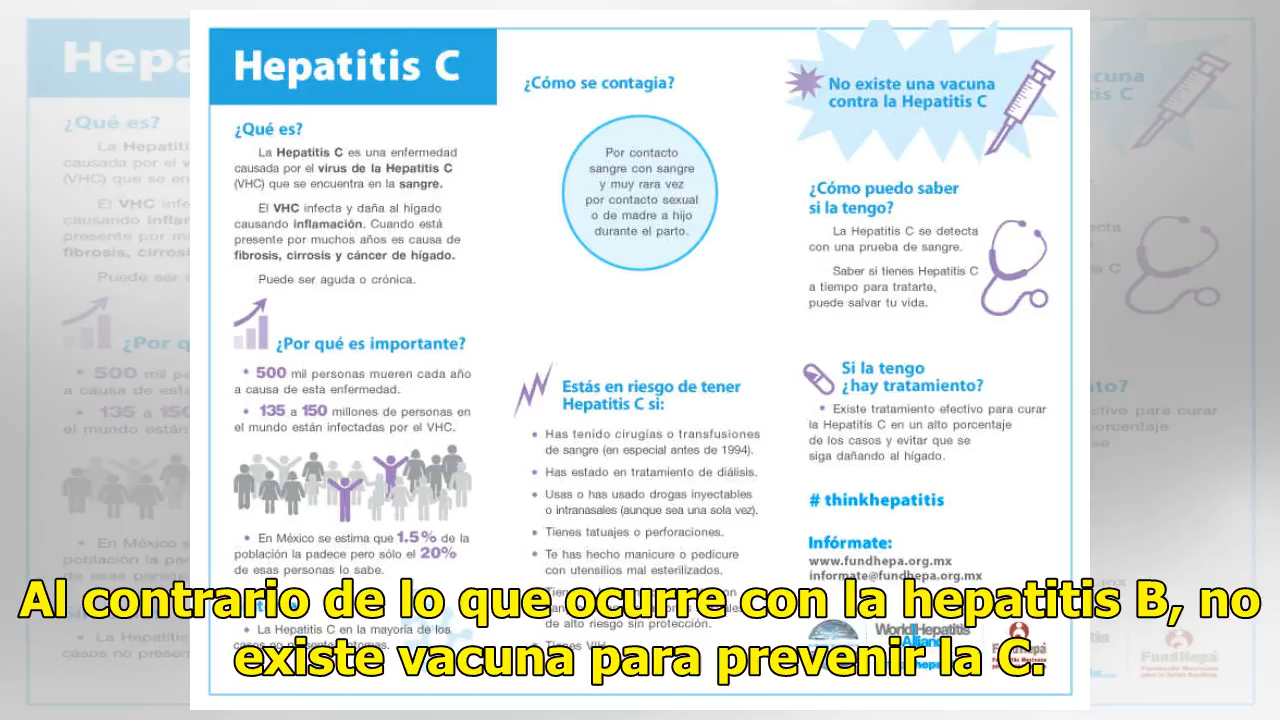 Hepatitis C
¿Qué es?
La Hepatitis C es una enfermedad
causada por el virus de la Hepatitis C
(VHC) que se encuentra en la sangre.
El VHC infecta y daña al hígado
causando inflamación. Cuando está
presente por muchos años es causa de
fibrosis, cirrosis y cáncer de hígado.
Puede ser aguda o crónica.
¿Por qué es importante?
• 500 mil personas mueren cada año
a causa de esta enfermedad.
• 135 a 150 millones de personas en
el mundo están infectadas por el VHC.
• En México se estima que 1.5% de la
población la padece pero sólo el 20%
de esas personas lo sabe.
• La Hepatitis C en la mayoría de los
casos no
¿Cómo se contagia?
Por contacto
sangre con sangre
y muy rara vez
por contacto sexual
o de madre a hijo
durante el parto.
Estás en riesgo de tener
Hepatitis C si:
• Has tenido cirugías o transfusiones
de sangre (en especial antes de 1994).
• Has estado en tratamiento de diálisis.
• Usas o has usado drogas inyectables
o intranasales (aunque sea una sola vez).
• Tienes tatuajes o perforaciones.
• Te has hecho manicure o pedicure
con utensilios mal esterilizados.
de alto riesgo sin protección.
• Tienes VIH.
No existe una vacuna
contra la Hepatitis C
¿Cómo puedo saber
si la tengo?
La Hepatitis C se detecta
con una prueba de sangre.
Saber si tienes Hepatitis C
a tiempo para tratarte,
puede salvar tu vida.
Si la tengo
¿hay tratamiento?
• Existe tratamiento efectivo para curar
la Hepatitis C en un alto porcentaje
de los casos y evitar que se
siga dañando al hígado.
# thinkhepatitis
Infórmate:
www.fundhepa.org.mx
informate@fundhepa.org.mx
World Hepatitis
Alliance
FundHepa
Al contrario de lo que ocurre con la hepatitis B, no
existe vacuna para prevenir la C.